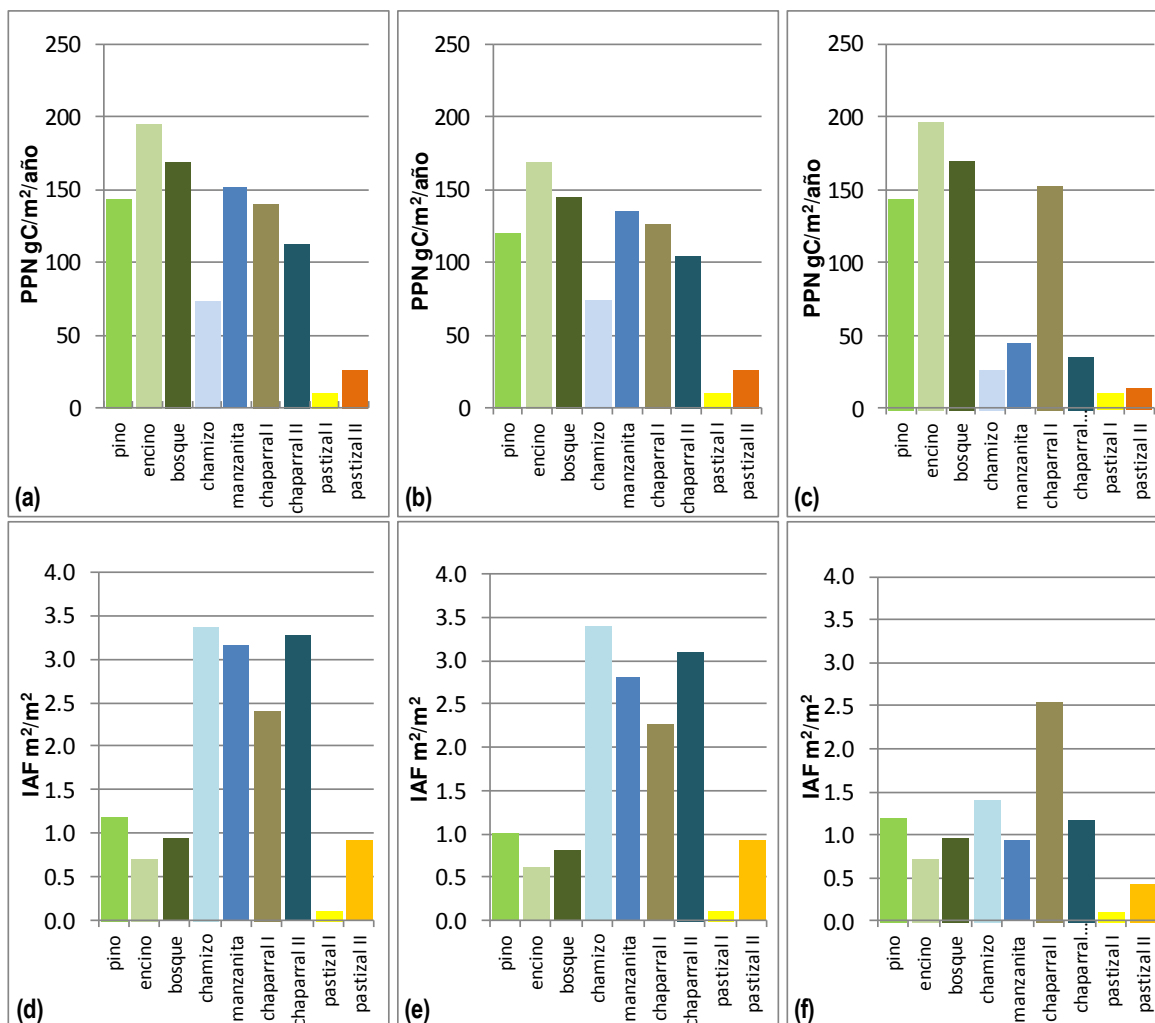 250
200
150
100
50
0
PPN gC/m²/año
pino
encino
bosque
chamizo
manzanita
chaparral I
chaparral II
pastizal I
pastizal II
(a)
250
200
150
100
50
0
PPN gC/m²/año
pino
encino
bosque
chamizo
manzanita
chaparral I
chaparral II
pastizal I
pastizal II
(b)
250
200
150
100
50
0
PPN gC/m²/año
pino
encino
bosque
chamizo
manzanita
chaparral I
chaparral...
pastizal I
pastizal II
(c)
4.0
3.5
3.0
2.5
2.0
1.5
1.0
0.5
0.0
IAF m²/m²
pino
encino
bosque
chamizo
manzanita
chaparral I
chaparral II
pastizal I
pastizal II
(d)
4.0
3.5
3.0
2.5
2.0
1.5
1.0
0.5
0.0
IAF m²/m²
pino
encino
bosque
chamizo
manzanita
chaparral I
chaparral II
pastizal I
pastizal II
(e)
4.0
3.5
3.0
2.5
2.0
1.5
1.0
0.5
0.0
IAF m²/m²
pino
encino
bosque
chamizo
manzanita
chaparral I
chaparral...
pastizal I
pastizal II
(f)